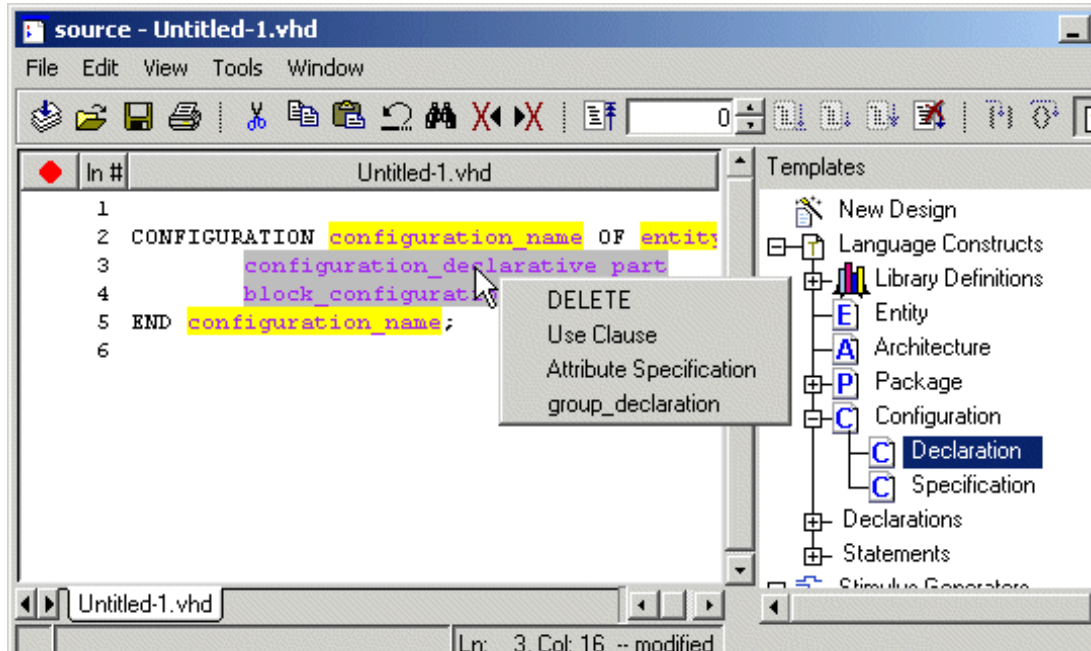 source - Untitled-1.vhd
File Edit View Tools Window
0
ln # Untitled-1.vhd
1
2 CONFIGURATION configuration_name OF entity
3 configuration_declarative part
4 block_configurati
5 END configuration_name;
6
DELETE
Use Clause
Attribute Specification
group_declaration
Templates
New Design
T Language Constructs
Library Definitions
E Entity
A Architecture
P Package
C Configuration
C Declaration
C Specification
Declarations
Statements
Stimulus Generators
Untitled-1.vhd
Ln: 3, Col: 16 -- modified